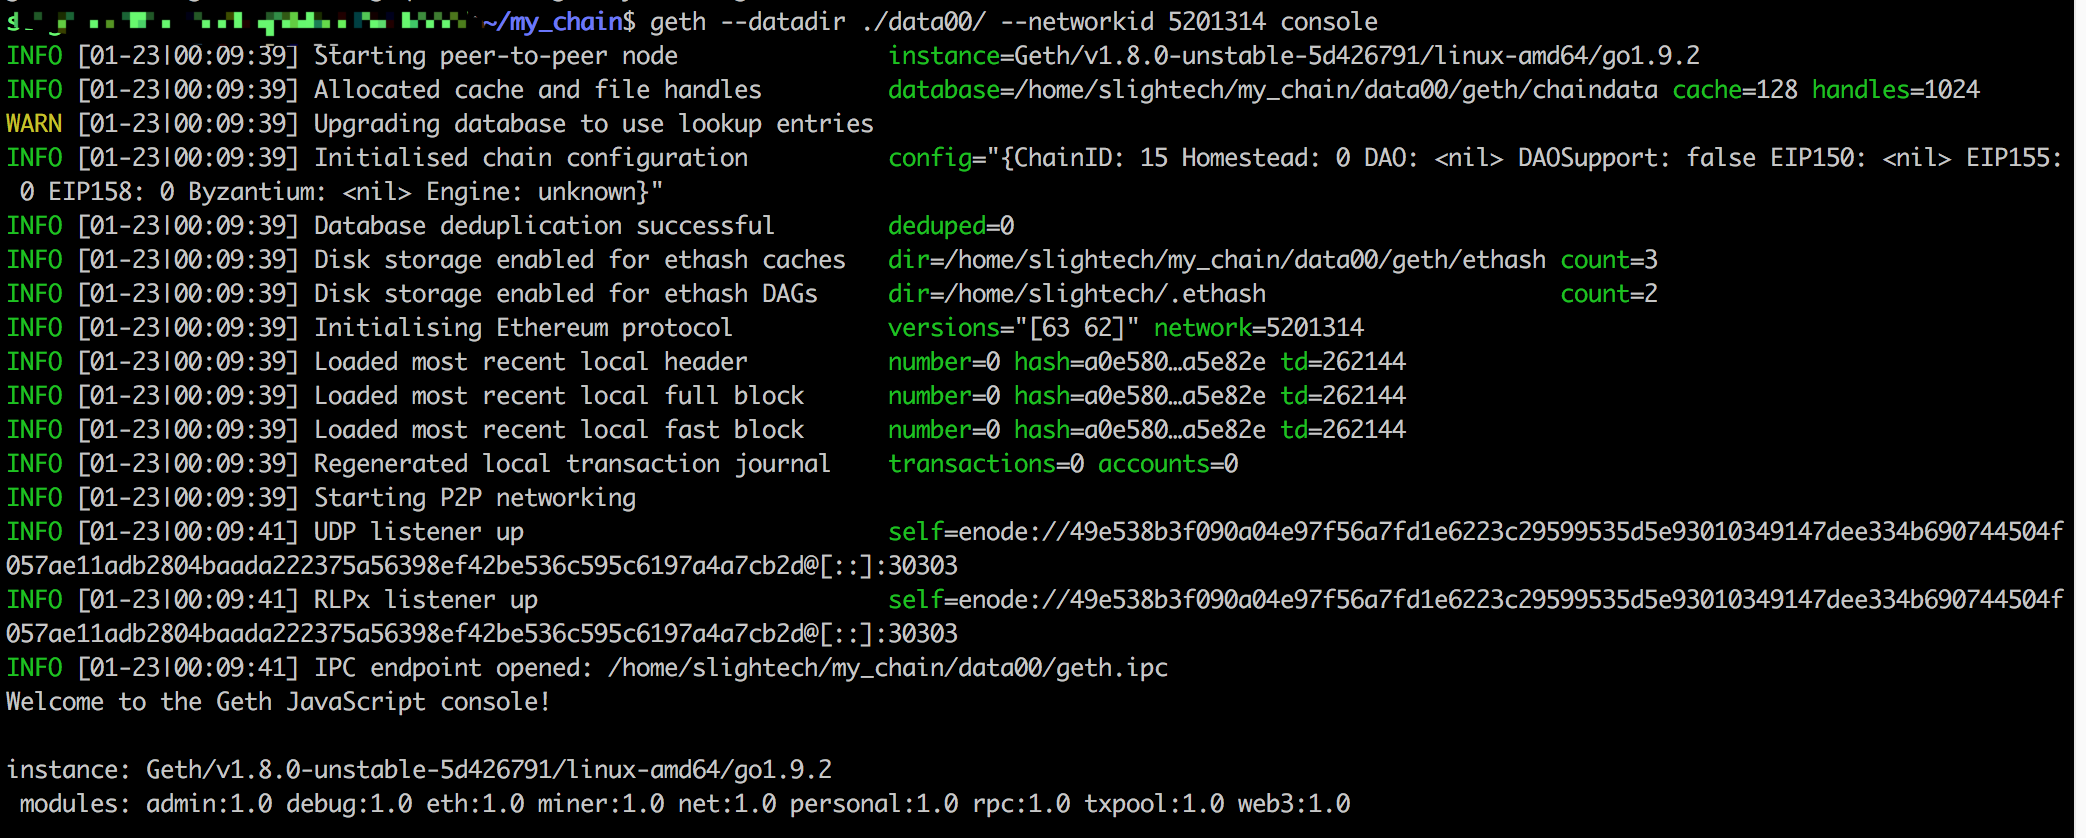 ~/my_chain$ geth --datadir ./data00/ --networkid 5201314 console
INFO [01-23|00:09:39] Starting peer-to-peer node instance=Geth/v1.8.0-unstable-5d426791/linux-amd64/go1.9.2
INFO [01-23|00:09:39] Allocated cache and file handles database=/home/slightech/my_chain/data00/geth/chaindata cache=128 handles=1024
WARN [01-23|00:09:39] Upgrading database to use lookup entries
INFO [01-23|00:09:39] Initialised chain configuration config="{ChainID: 15 Homestead: 0 DAO: <nil> DAOSupport: false EIP150: <nil> EIP155:
0 EIP158: 0 Byzantium: <nil> Engine: unknown}"
INFO [01-23|00:09:39] Database deduplication successful deduped=0
INFO [01-23|00:09:39] Disk storage enabled for ethash caches dir=/home/slightech/my_chain/data00/geth/ethash count=3
INFO [01-23|00:09:39] Disk storage enabled for ethash DAGs dir=/home/slightech/.ethash count=2
INFO [01-23|00:09:39] Initialising Ethereum protocol versions="[63 62]" network=5201314
INFO [01-23|00:09:39] Loaded most recent local header number=0 hash=a0e580…a5e82e td=262144
INFO [01-23|00:09:39] Loaded most recent local full block number=0 hash=a0e580…a5e82e td=262144
INFO [01-23|00:09:39] Loaded most recent local fast block number=0 hash=a0e580…a5e82e td=262144
INFO [01-23|00:09:39] Regenerated local transaction journal transactions=0 accounts=0
INFO [01-23|00:09:39] Starting P2P networking
INFO [01-23|00:09:41] UDP listener up self=enode://49e538b3f090a04e97f56a7fd1e6223c29599535d5e93010349147dee334b690744504f
057ae11adb2804baada222375a56398ef42be536c595c6197a4a7cb2d@[::]:30303
INFO [01-23|00:09:41] RLPx listener up self=enode://49e538b3f090a04e97f56a7fd1e6223c29599535d5e93010349147dee334b690744504f
057ae11adb2804baada222375a56398ef42be536c595c6197a4a7cb2d@[::]:30303
INFO [01-23|00:09:41] IPC endpoint opened: /home/slightech/my_chain/data00/geth.ipc
Welcome to the Geth JavaScript console!
instance: Geth/v1.8.0-unstable-5d426791/linux-amd64/go1.9.2
modules: admin:1.0 debug:1.0 eth:1.0 miner:1.0 net:1.0 personal:1.0 rpc:1.0 txpool:1.0 web3:1.0